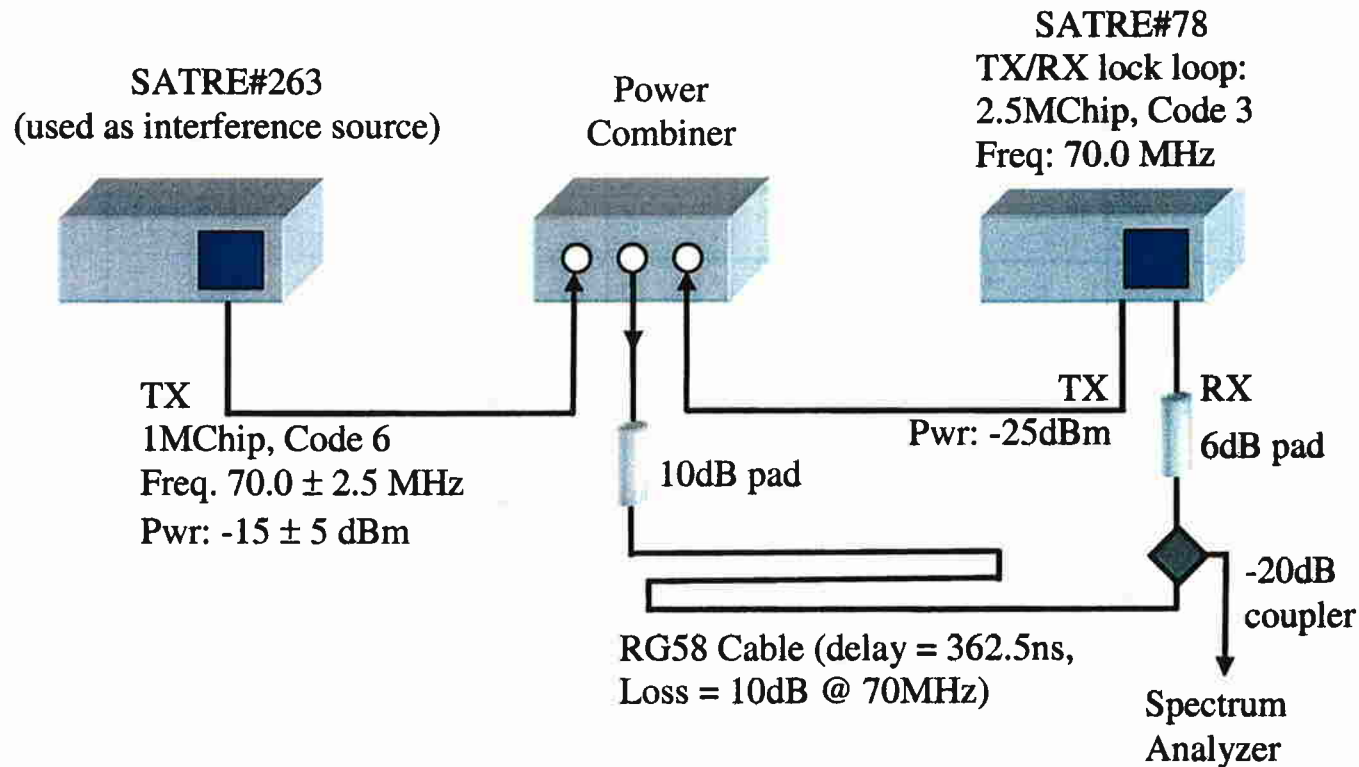 SATRE#263
(used as interference source)
Power
Combiner
SATRE#78
TX/RX lock loop:
2.5MChip, Code 3
Freq: 70.0 MHz
TX
1MChip, Code 6
Freq. 70.0 ± 2.5 MHz
Pwr: -15 ± 5 dBm
10dB pad
TX
Pwr: -25dBm
RX
6dB pad
-20dB
coupler
RG58 Cable (delay = 362.5ns,
Loss = 10dB @ 70MHz)
Spectrum
Analyzer